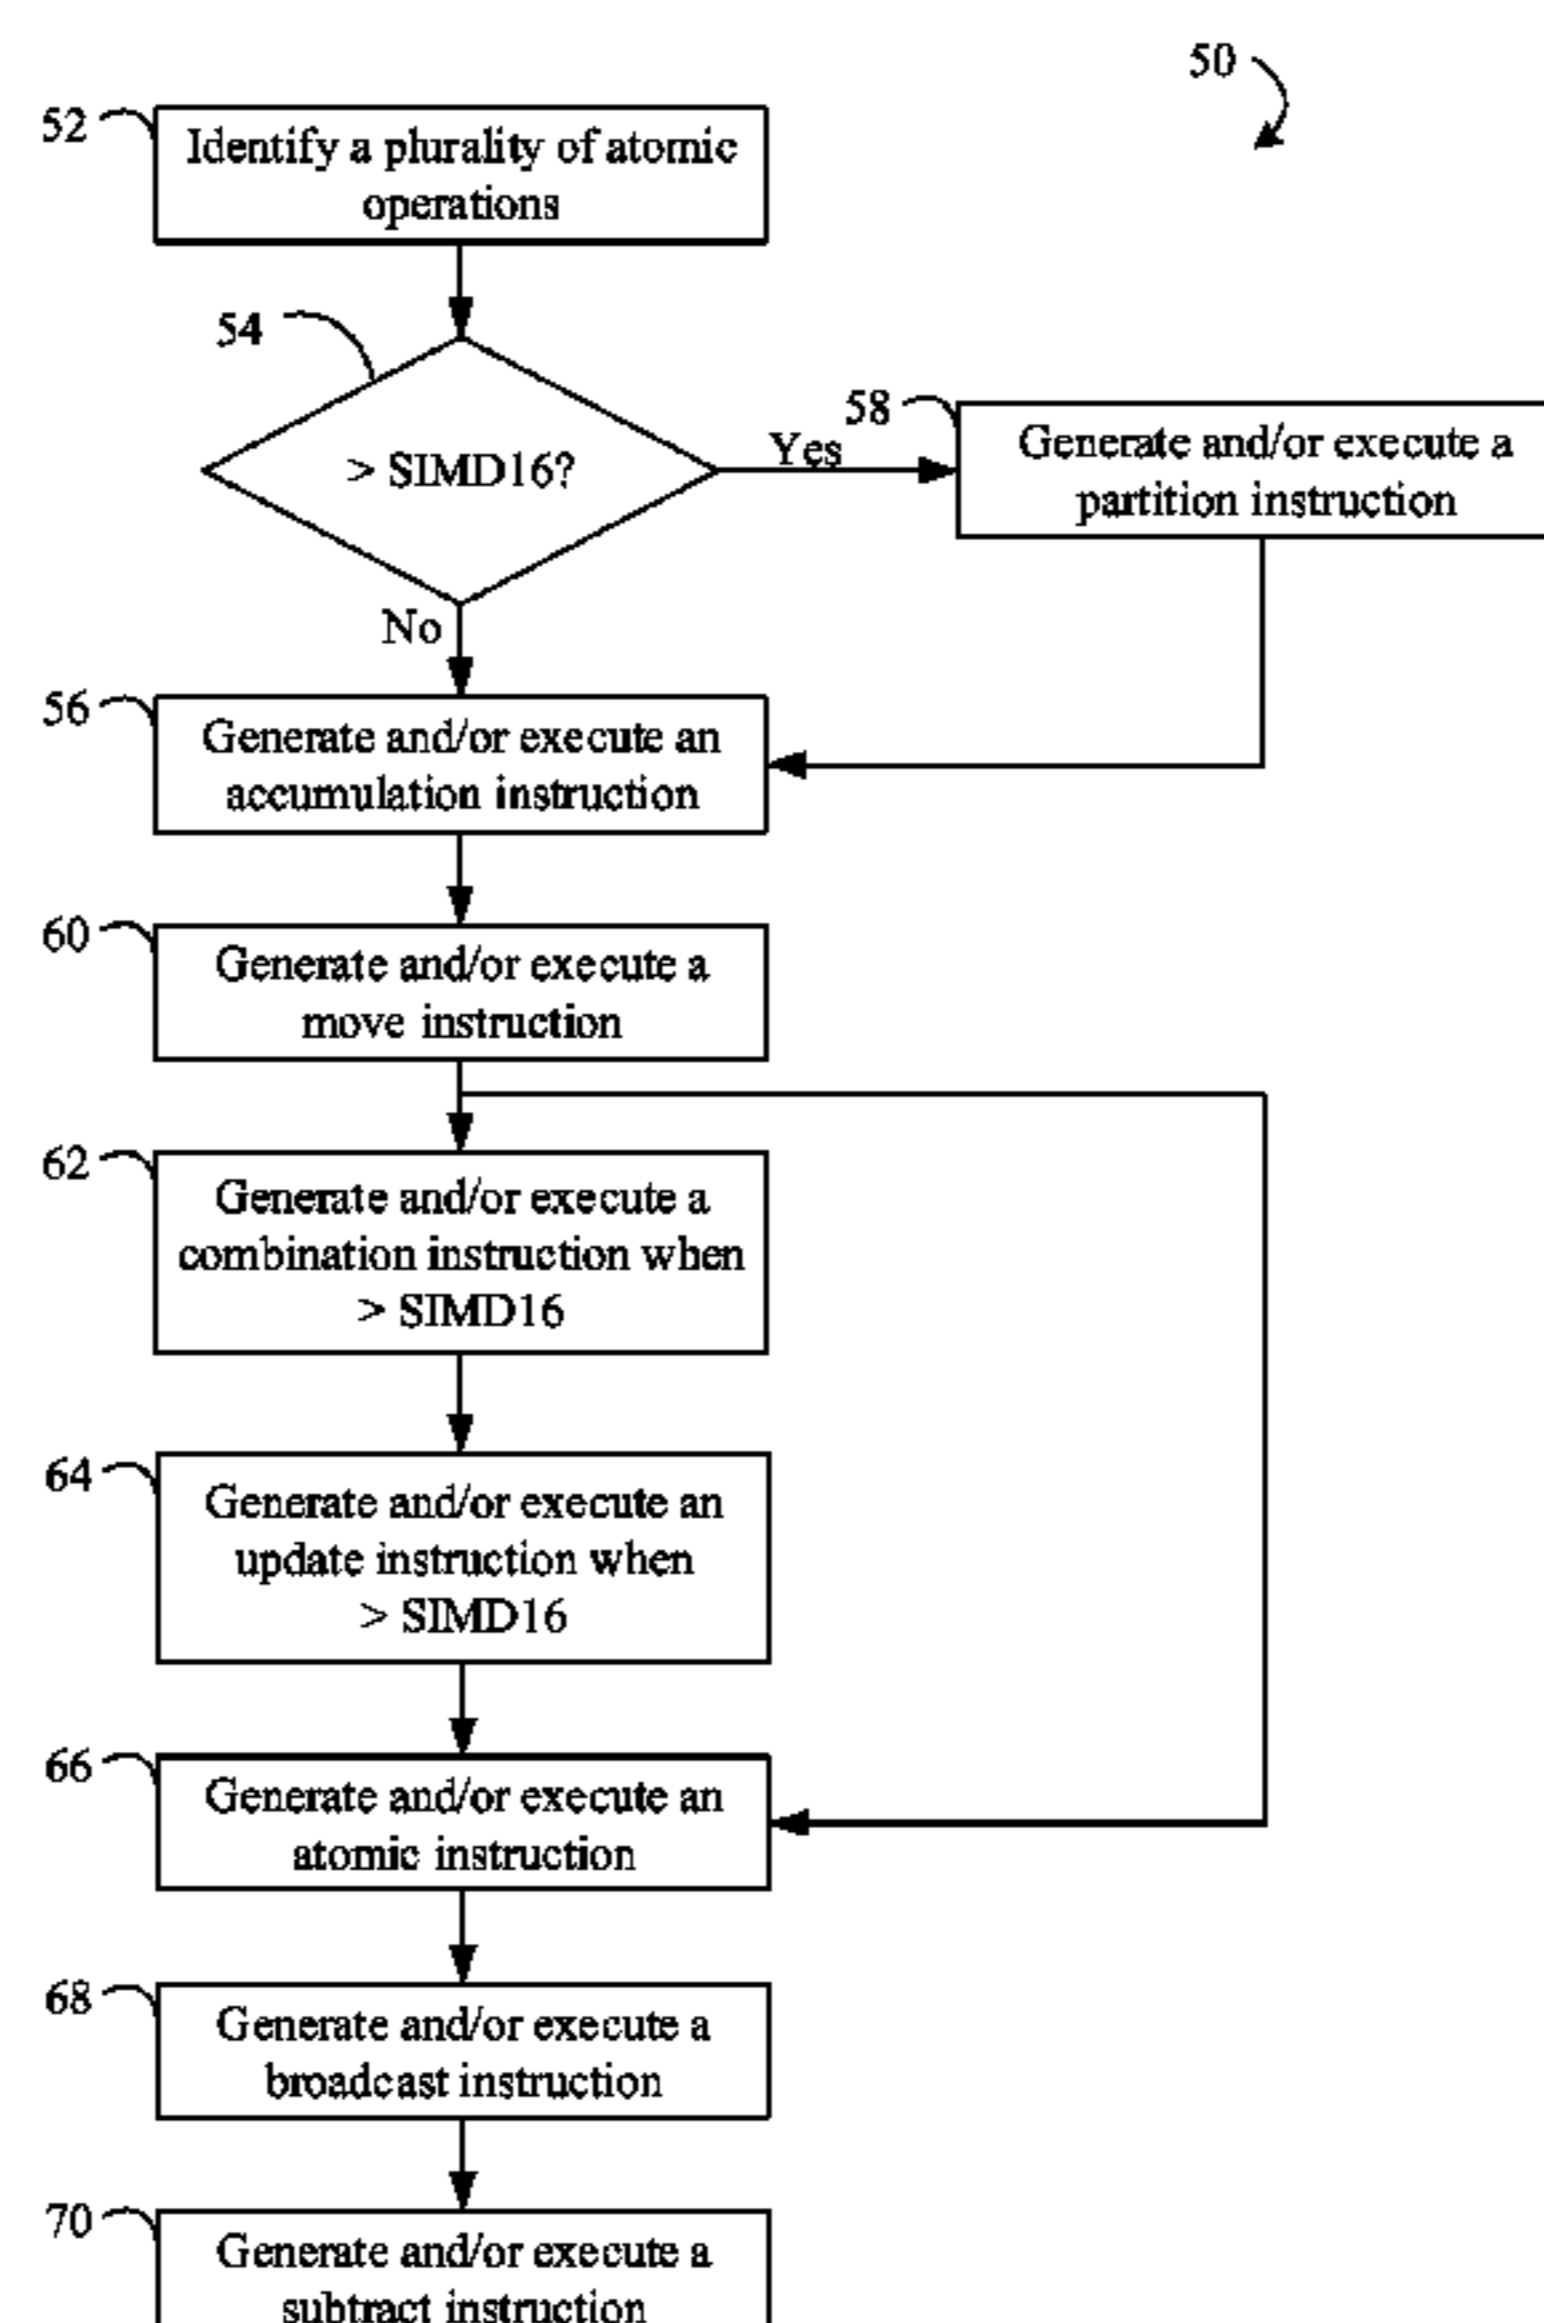 50
52
Identify a plurality of atomic
operations
54
> SIMD16?
Yes
58
Generate and/or execute a
partition instruction
No
56
Generate and/or execute an
accumulation instruction
60
Generate and/or execute a
move instruction
62
Generate and/or execute a
combination instruction when
> SIMD16
64
Generate and/or execute an
update instruction when
> SIMD16
66
Generate and/or execute an
atomic instruction
68
Generate and/or execute a
broadcast instruction
70
Generate and/or execute a
subtract instruction